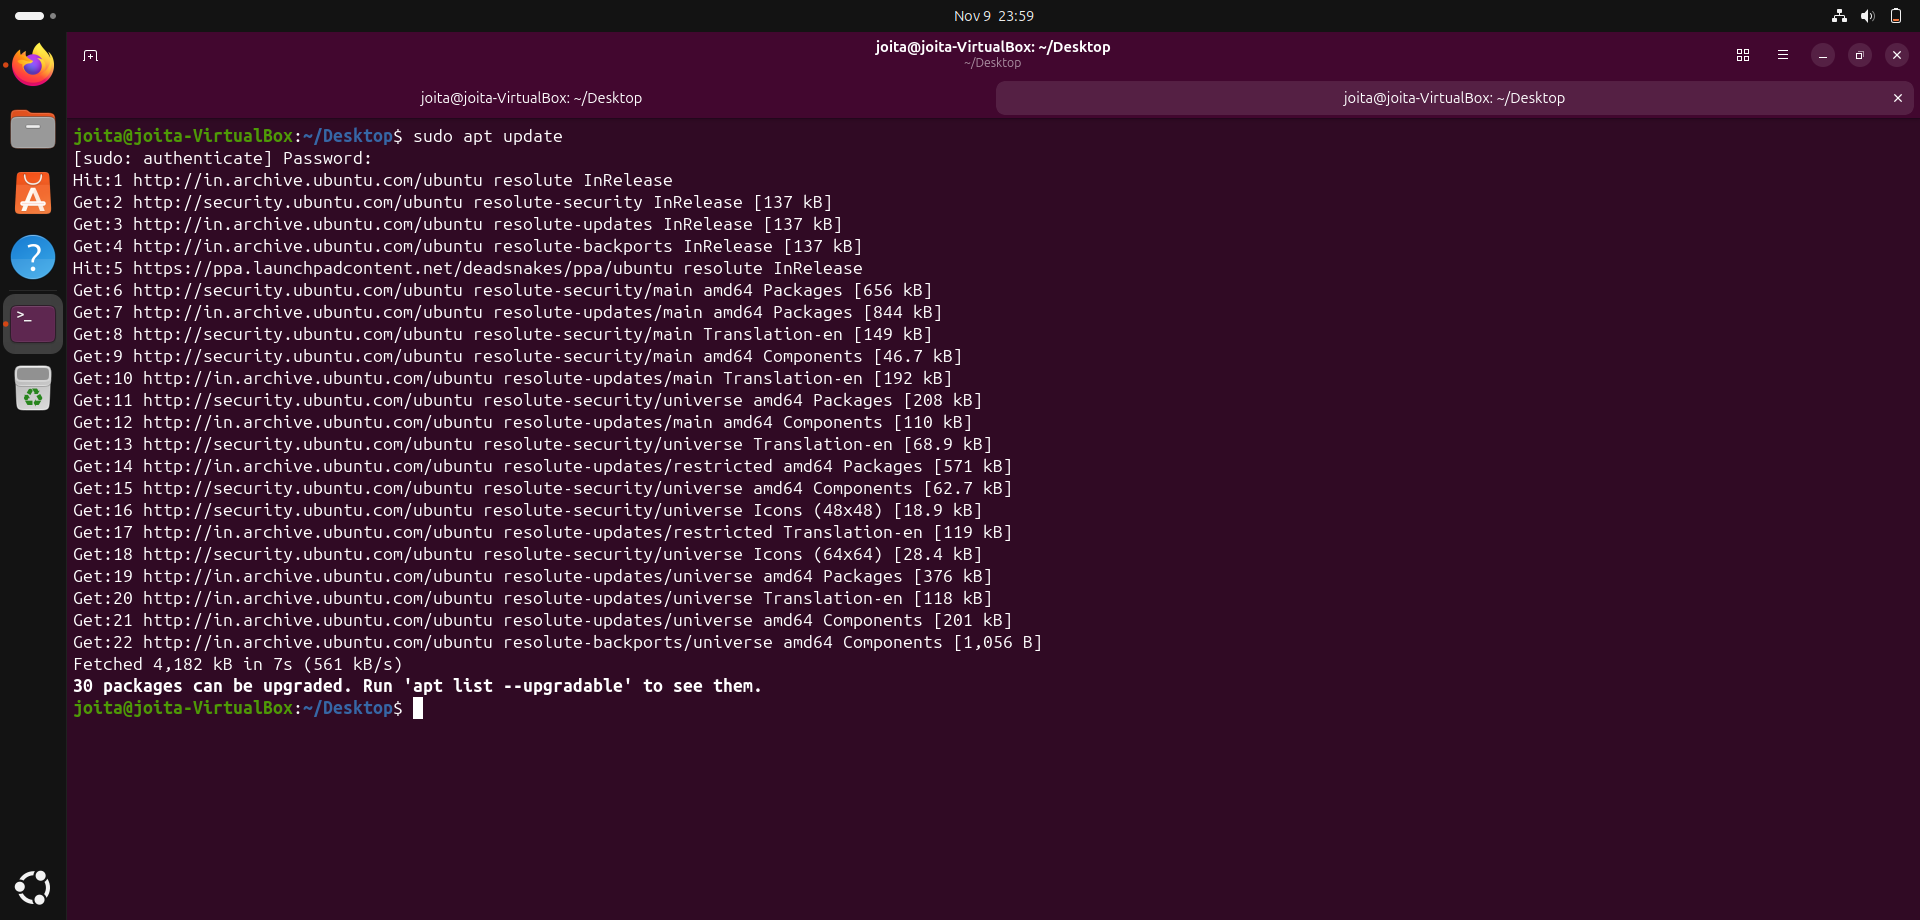 Nov 9 23:59
joita@joita-VirtualBox: ~/Desktop
~/Desktop
joita@joita-VirtualBox: ~/Desktop
joita@joita-VirtualBox: ~/Desktop
joita@joita-VirtualBox:~/Desktop$ sudo apt update
[sudo: authenticate] Password:
Hit:1 http://in.archive.ubuntu.com/ubuntu resolute InRelease
Get:2 http://security.ubuntu.com/ubuntu resolute-security InRelease [137 kB]
Get:3 http://in.archive.ubuntu.com/ubuntu resolute-updates InRelease [137 kB]
Get:4 http://in.archive.ubuntu.com/ubuntu resolute-backports InRelease [137 kB]
Hit:5 https://ppa.launchpadcontent.net/deadsnakes/ppa/ubuntu resolute InRelease
Get:6 http://security.ubuntu.com/ubuntu resolute-security/main amd64 Packages [656 kB]
Get:7 http://in.archive.ubuntu.com/ubuntu resolute-updates/main amd64 Packages [844 kB]
Get:8 http://security.ubuntu.com/ubuntu resolute-security/main Translation-en [149 kB]
Get:9 http://security.ubuntu.com/ubuntu resolute-security/main amd64 Components [46.7 kB]
Get:10 http://in.archive.ubuntu.com/ubuntu resolute-updates/main Translation-en [192 kB]
Get:11 http://security.ubuntu.com/ubuntu resolute-security/universe amd64 Packages [208 kB]
Get:12 http://in.archive.ubuntu.com/ubuntu resolute-updates/main amd64 Components [110 kB]
Get:13 http://security.ubuntu.com/ubuntu resolute-security/universe Translation-en [68.9 kB]
Get:14 http://in.archive.ubuntu.com/ubuntu resolute-updates/restricted amd64 Packages [571 kB]
Get:15 http://security.ubuntu.com/ubuntu resolute-security/universe amd64 Components [62.7 kB]
Get:16 http://security.ubuntu.com/ubuntu resolute-security/universe Icons (48x48) [18.9 kB]
Get:17 http://in.archive.ubuntu.com/ubuntu resolute-updates/restricted Translation-en [119 kB]
Get:18 http://security.ubuntu.com/ubuntu resolute-security/universe Icons (64x64) [28.4 kB]
Get:19 http://in.archive.ubuntu.com/ubuntu resolute-updates/universe amd64 Packages [376 kB]
Get:20 http://in.archive.ubuntu.com/ubuntu resolute-updates/universe Translation-en [118 kB]
Get:21 http://in.archive.ubuntu.com/ubuntu resolute-updates/universe amd64 Components [201 kB]
Get:22 http://in.archive.ubuntu.com/ubuntu resolute-backports/universe amd64 Components [1,056 B]
Fetched 4,182 kB in 7s (561 kB/s)
30 packages can be upgraded. Run 'apt list --upgradable' to see them.
joita@joita-VirtualBox:~/Desktop$